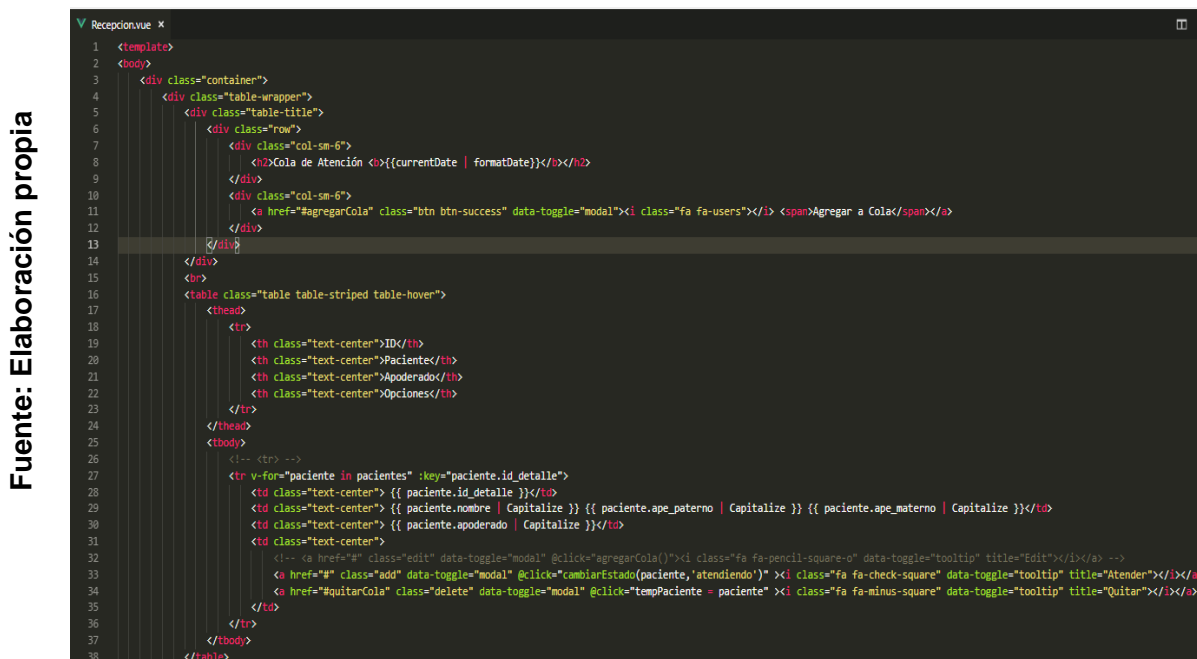 Fuente: Elaboración propia
Recepcion.vue ×
1 <template>
2 <body>
3 <div class="container">
4 <div class="table-wrapper">
5 <div class="table-title">
6 <div class="row">
7 <div class="col-sm-6">
8 <h2>Cola de Atención <b>{{currentDate | formatDate}}</b></h2>
9 </div>
10 <div class="col-sm-6">
11 <a href="#agregarCola" class="btn btn-success" data-toggle="modal"><i class="fa fa-users"></i> <span>Agregar a Cola</span></a>
12 </div>
13 </div>
14 </div>
15 <br>
16 <table class="table table-striped table-hover">
17 <thead>
18 <tr>
19 <th class="text-center">ID</th>
20 <th class="text-center">Paciente</th>
21 <th class="text-center">Apoderado</th>
22 <th class="text-center">Opciones</th>
23 </tr>
24 </thead>
25 <tbody>
26 <!-- <tr> -->
27 <tr v-for="paciente in pacientes" :key="paciente.id_detalle">
28 <td class="text-center"> {{ paciente.id_detalle }}</td>
29 <td class="text-center"> {{ paciente.nombre | Capitalize }} {{ paciente.ape_paterno | Capitalize }} {{ paciente.ape_materno | Capitalize }}</td>
30 <td class="text-center"> {{ paciente.apoderado | Capitalize }}</td>
31 <td class="text-center">
32 <!-- <a href="#" class="edit" data-toggle="modal" @click="agregarCola()"><i class="fa fa-pencil-square-o" data-toggle="tooltip" title="Edit"></i></a> -->
33 <a href="#" class="add" data-toggle="modal" @click="cambiarEstado(paciente,'atendiendo')" ><i class="fa fa-check-square" data-toggle="tooltip" title="Atender"></i></a
34 <a href="#quitarCola" class="delete" data-toggle="modal" @click="tempPaciente = paciente" ><i class="fa fa-minus-square" data-toggle="tooltip" title="Quitar"></i></a>
35 </td>
36 </tr>
37 </tbody>
38 </table>